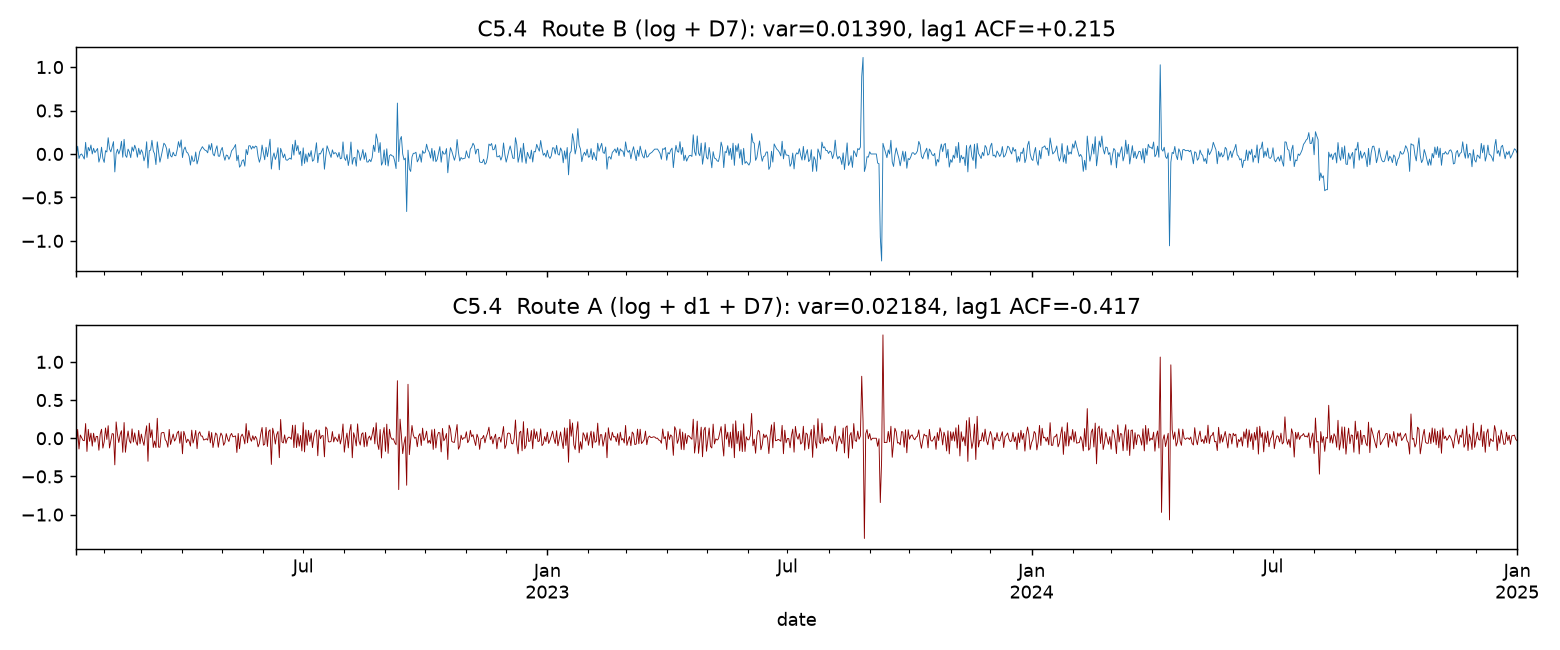 C5.4  Route B (log + D7): var=0.01390, lag1 ACF=+0.215
1.0
0.5
0.0
−0.5
−1.0
C5.4  Route A (log + d1 + D7): var=0.02184, lag1 ACF=-0.417
1.0
0.5
0.0
−0.5
−1.0
Jul Jan Jul Jan Jul Jan
2023 2024 2025
date